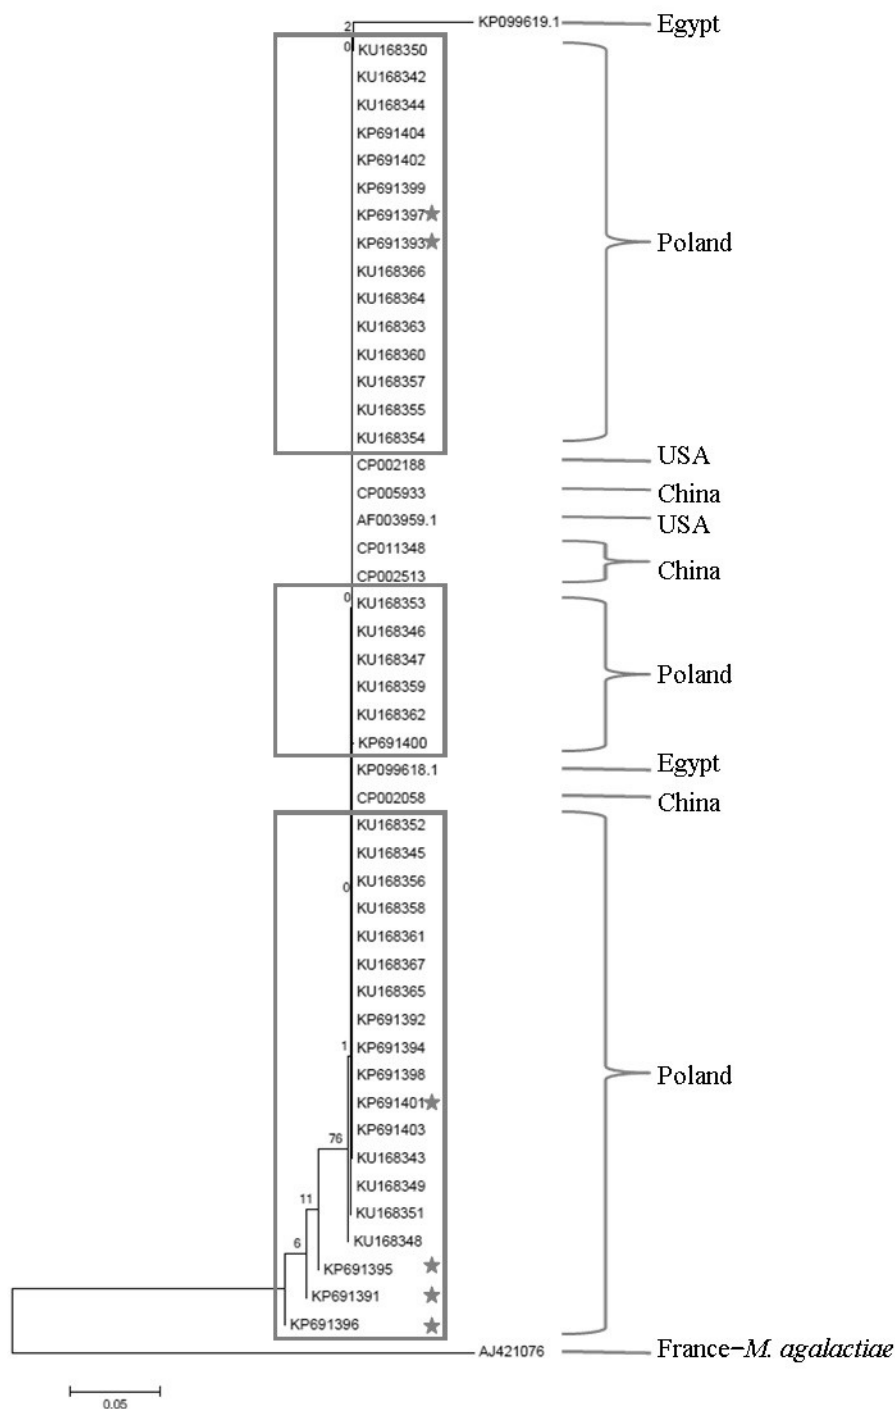 2
KP099619.1
Egypt
0
KU168350
KU168342
KU168344
KP691404
KP691402
KP691399
KP691397
KP691393
Poland
KU168366
KU168364
KU168363
KU168360
KU168357
KU168355
KU168354
CP002188
USA
CP005933
China
AF003959.1
USA
CP011348
China
CP002513
0
KU168353
KU168346
KU168347
Poland
KU168359
KU168362
KP691400
KP099618.1
Egypt
CP002058
China
KU168352
KU168345
KU168356
0
KU168358
KU168361
KU168367
KU168365
KP691392
1
KP691394
KP691398
Poland
KP691401
KP691403
76
KU168343
KU168349
11
KU168351
KU168348
6
KP691395
KP691391
KP691396
AJ421076
France–M. agalactiae
0.05